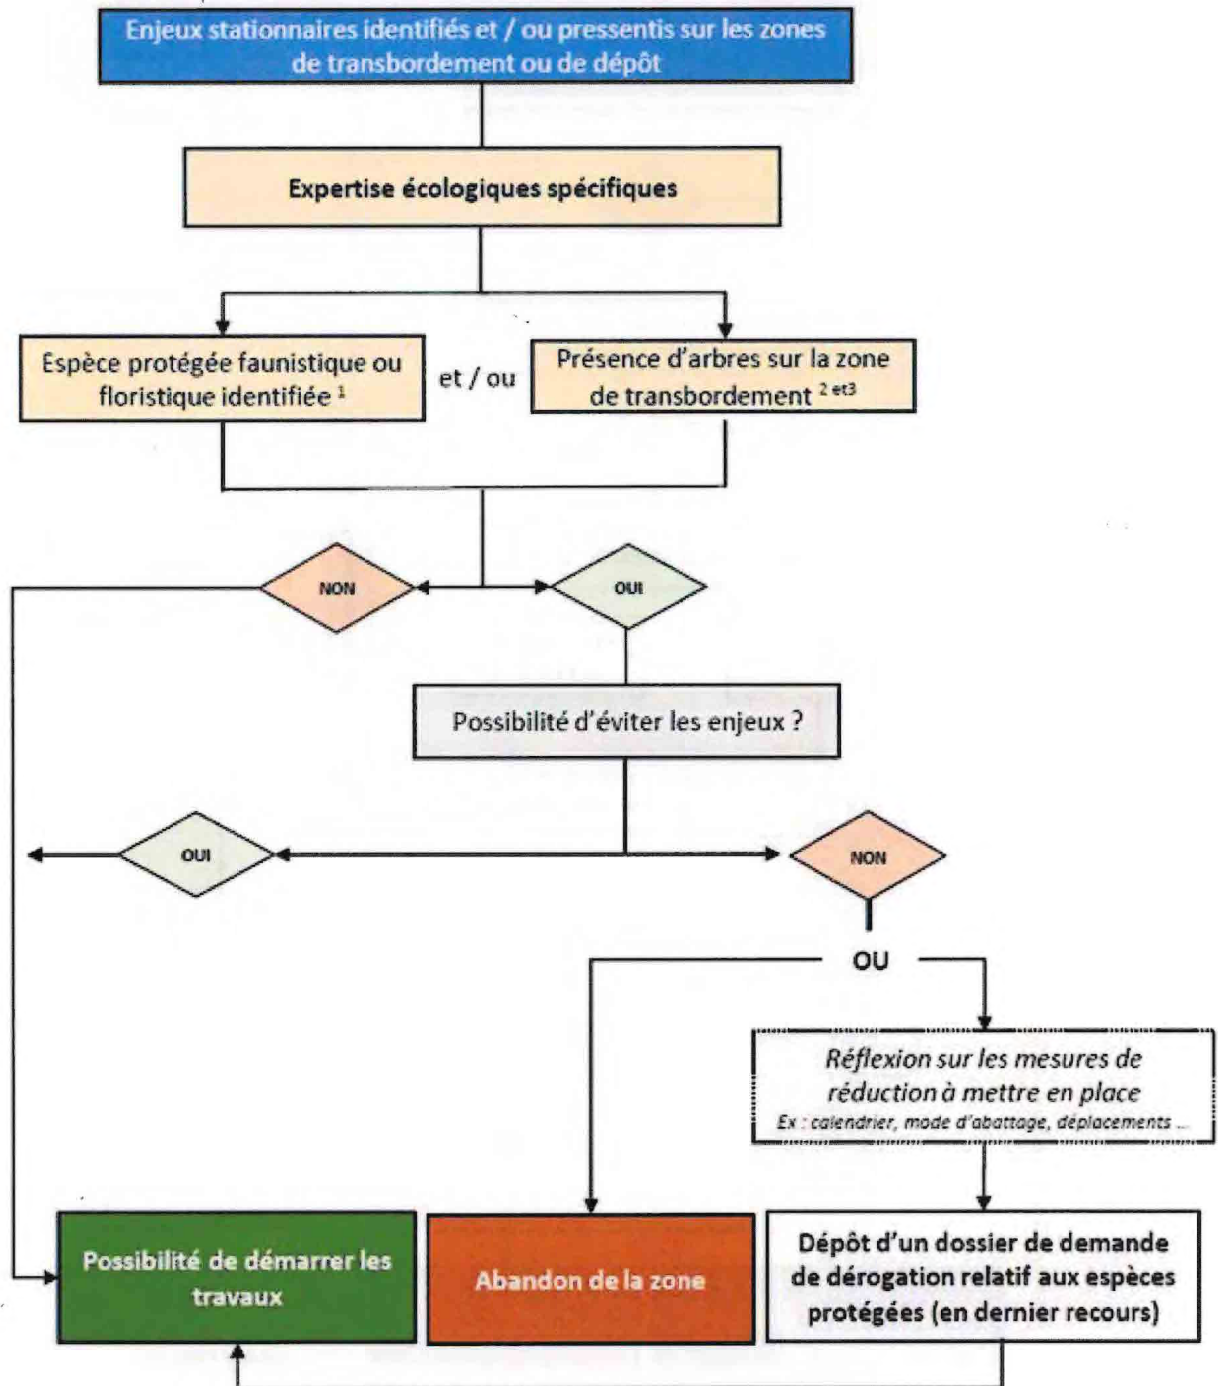 Enjeux stationnaires identifiés et / ou pressentis sur les zones
de transbordement ou de dépôt
Expertise écologiques spécifiques
Espèce protégée faunistique ou
floristique identifiée 1
et / ou
Présence d'arbres sur la zone
de transbordement 2 et3
NON
OUI
Possibilité d'éviter les enjeux ?
OUI
NON
OU
Réflexion sur les mesures de
réduction à mettre en place
Ex : calendrier, mode d'abattage, déplacements ...
Possibilité de démarrer les
travaux
Abandon de la zone
Dépôt d'un dossier de demande
de dérogation relatif aux espèces
protégées (en dernier recours)